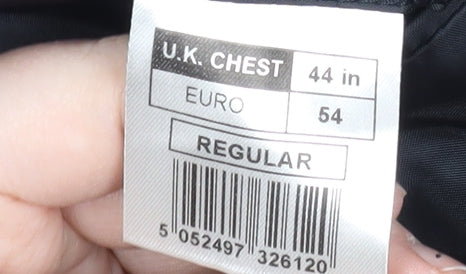 U.K. CHEST 44 in
EURO 54
REGULAR
5 052497 326120